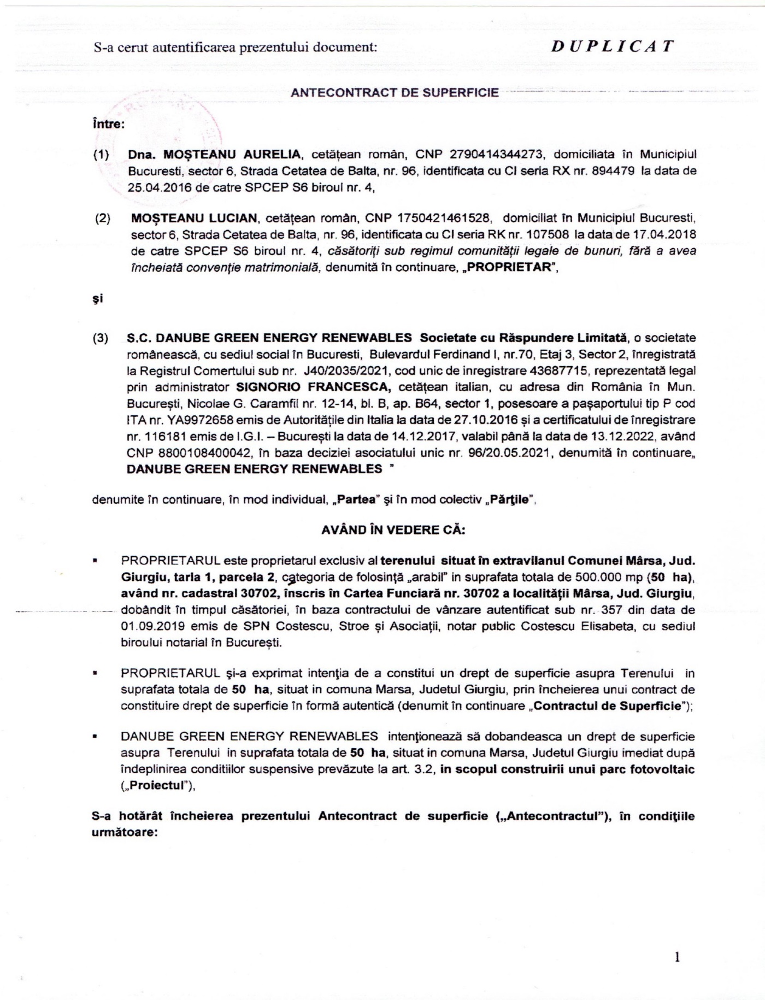 S-a cerut autentificarea prezentului document:
DUPLICAT
ANTECONTRACT DE SUPERFICIE
Între:
(1) Dna. MOȘTEANU AURELIA, cetățean român, CNP 2790414344273, domiciliata în Municipiul
Bucuresti, sector 6, Strada Cetatea de Balta, nr. 96, identificata cu CI seria RX nr. 894479 la data de
25.04.2016 de catre SPCEP S6 biroul nr. 4,
(2) MOȘTEANU LUCIAN, cetățean român, CNP 1750421461528, domiciliat în Municipiul Bucuresti,
sector 6, Strada Cetatea de Balta, nr. 96, identificata cu CI seria RK nr. 107508 la data de 17.04.2018
de catre SPCEP S6 biroul nr. 4, căsătoriți sub regimul comunității legale de bunuri, fără a avea
încheiată convenție matrimonială, denumită în continuare, „PROPRIETAR”,
şi
(3) S.C. DANUBE GREEN ENERGY RENEWABLES Societate cu Răspundere Limitată, o societate
românească, cu sediul social în Bucuresti, Bulevardul Ferdinand I, nr.70, Etaj 3, Sector 2, înregistrată
la Registrul Comertului sub nr. J40/2035/2021, cod unic de inregistrare 43687715, reprezentată legal
prin administrator SIGNORIO FRANCESCA, cetățean italian, cu adresa din România în Mun.
București, Nicolae G. Caramfil nr. 12-14, bl. B, ap. B64, sector 1, posesoare a pașaportului tip P cod
ITA nr. YA9972658 emis de Autoritățile din Italia la data de 27.10.2016 și a certificatului de înregistrare
nr. 116181 emis de I.G.I. – București la data de 14.12.2017, valabil până la data de 13.12.2022, având
CNP 8800108400042, în baza deciziei asociatului unic nr. 96/20.05.2021, denumită în continuare„
DANUBE GREEN ENERGY RENEWABLES ”
denumite în continuare, în mod individual, „Partea” şi în mod colectiv „Părţile”.
AVÂND ÎN VEDERE CĂ:
▪ PROPRIETARUL este proprietarul exclusiv al terenului situat în extravilanul Comunei Mârsa, Jud.
Giurgiu, tarla 1, parcela 2, categoria de folosință „arabil” in suprafata totala de 500.000 mp (50 ha),
având nr. cadastral 30702, înscris în Cartea Funciară nr. 30702 a localității Mârsa, Jud. Giurgiu,
dobândit în timpul căsătoriei, în baza contractului de vânzare autentificat sub nr. 357 din data de
01.09.2019 emis de SPN Costescu, Stroe și Asociații, notar public Costescu Elisabeta, cu sediul
biroului notarial în București.
▪ PROPRIETARUL şi-a exprimat intenţia de a constitui un drept de superficie asupra Terenului in
suprafata totala de 50 ha, situat in comuna Marsa, Judetul Giurgiu, prin încheierea unui contract de
constituire drept de superficie în formă autentică (denumit în continuare „Contractul de Superficie”);
▪ DANUBE GREEN ENERGY RENEWABLES intenţionează să dobandeasca un drept de superficie
asupra Terenului in suprafata totala de 50 ha, situat in comuna Marsa, Judetul Giurgiu imediat după
îndeplinirea conditiilor suspensive prevăzute la art. 3.2, in scopul construirii unui parc fotovoltaic
(„Proiectul”),
S-a hotărât încheierea prezentului Antecontract de superficie („Antecontractul”), în condiţiile
următoare:
1